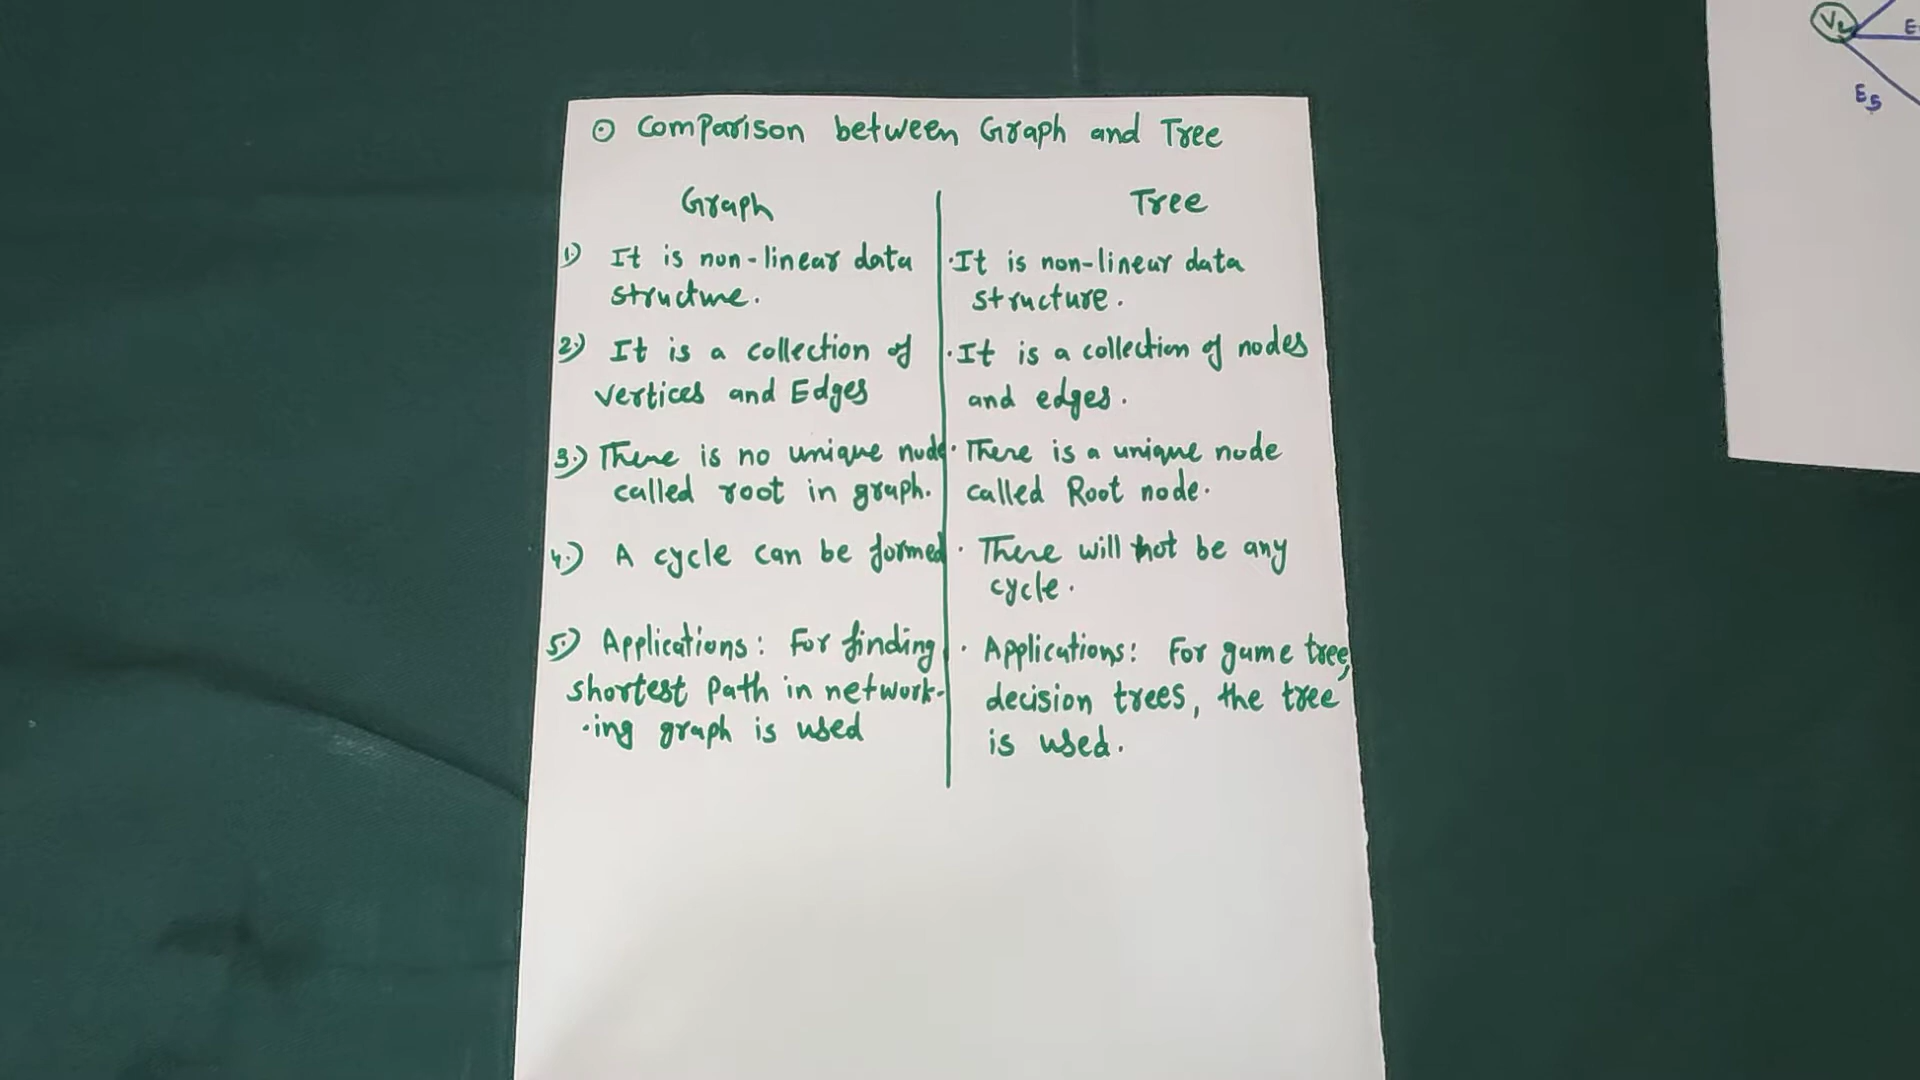 ⊙ Comparison between Graph and Tree
Graph
1.) It is non-linear data
structure.
2.) It is a collection of
vertices and Edges
3.) There is no unique node
called root in graph.
4.) A cycle can be formed
5.) Applications: For finding
shortest path in network-
-ing graph is used
Tree
·It is non-linear data
structure.
·It is a collection of nodes
and edges.
· There is a unique node
called Root node.
· There will not be any
cycle.
· Applications: For game tree,
decision trees, the tree
is used.
V2
E5